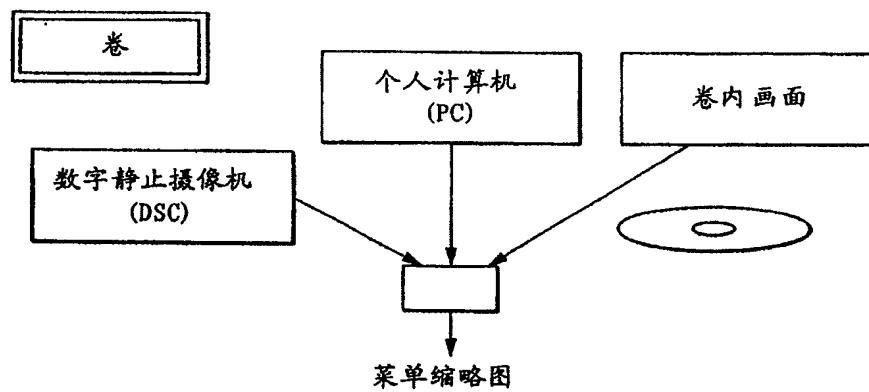 卷
个人计算机
(PC)
卷内画面
数字静止摄像机
(DSC)
菜单缩略图